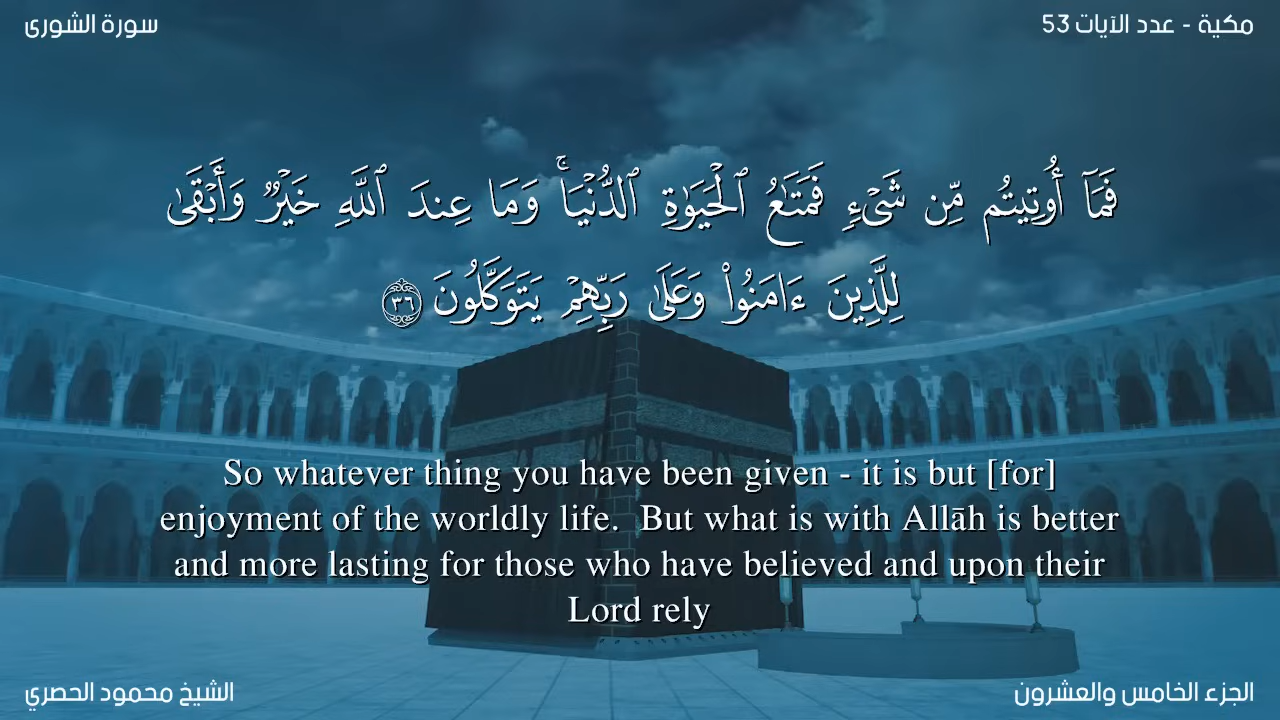 سورة الشورى
مكية - عدد الآيات 53
فَمَآ أُوتِيتُم مِّن شَىْءٍ فَمَتَـٰعُ ٱلْحَيَوٰةِ ٱلدُّنْيَا ۚ وَمَا عِندَ ٱللَّهِ خَيْرٌ وَأَبْقَىٰ
لِلَّذِينَ ءَامَنُوا۟ وَعَلَىٰ رَبِّهِمْ يَتَوَكَّلُونَ ٣٦
So whatever thing you have been given - it is but [for]
enjoyment of the worldly life.  But what is with Allāh is better
and more lasting for those who have believed and upon their
Lord rely
الشيخ محمود الحصري
الجزء الخامس والعشرون